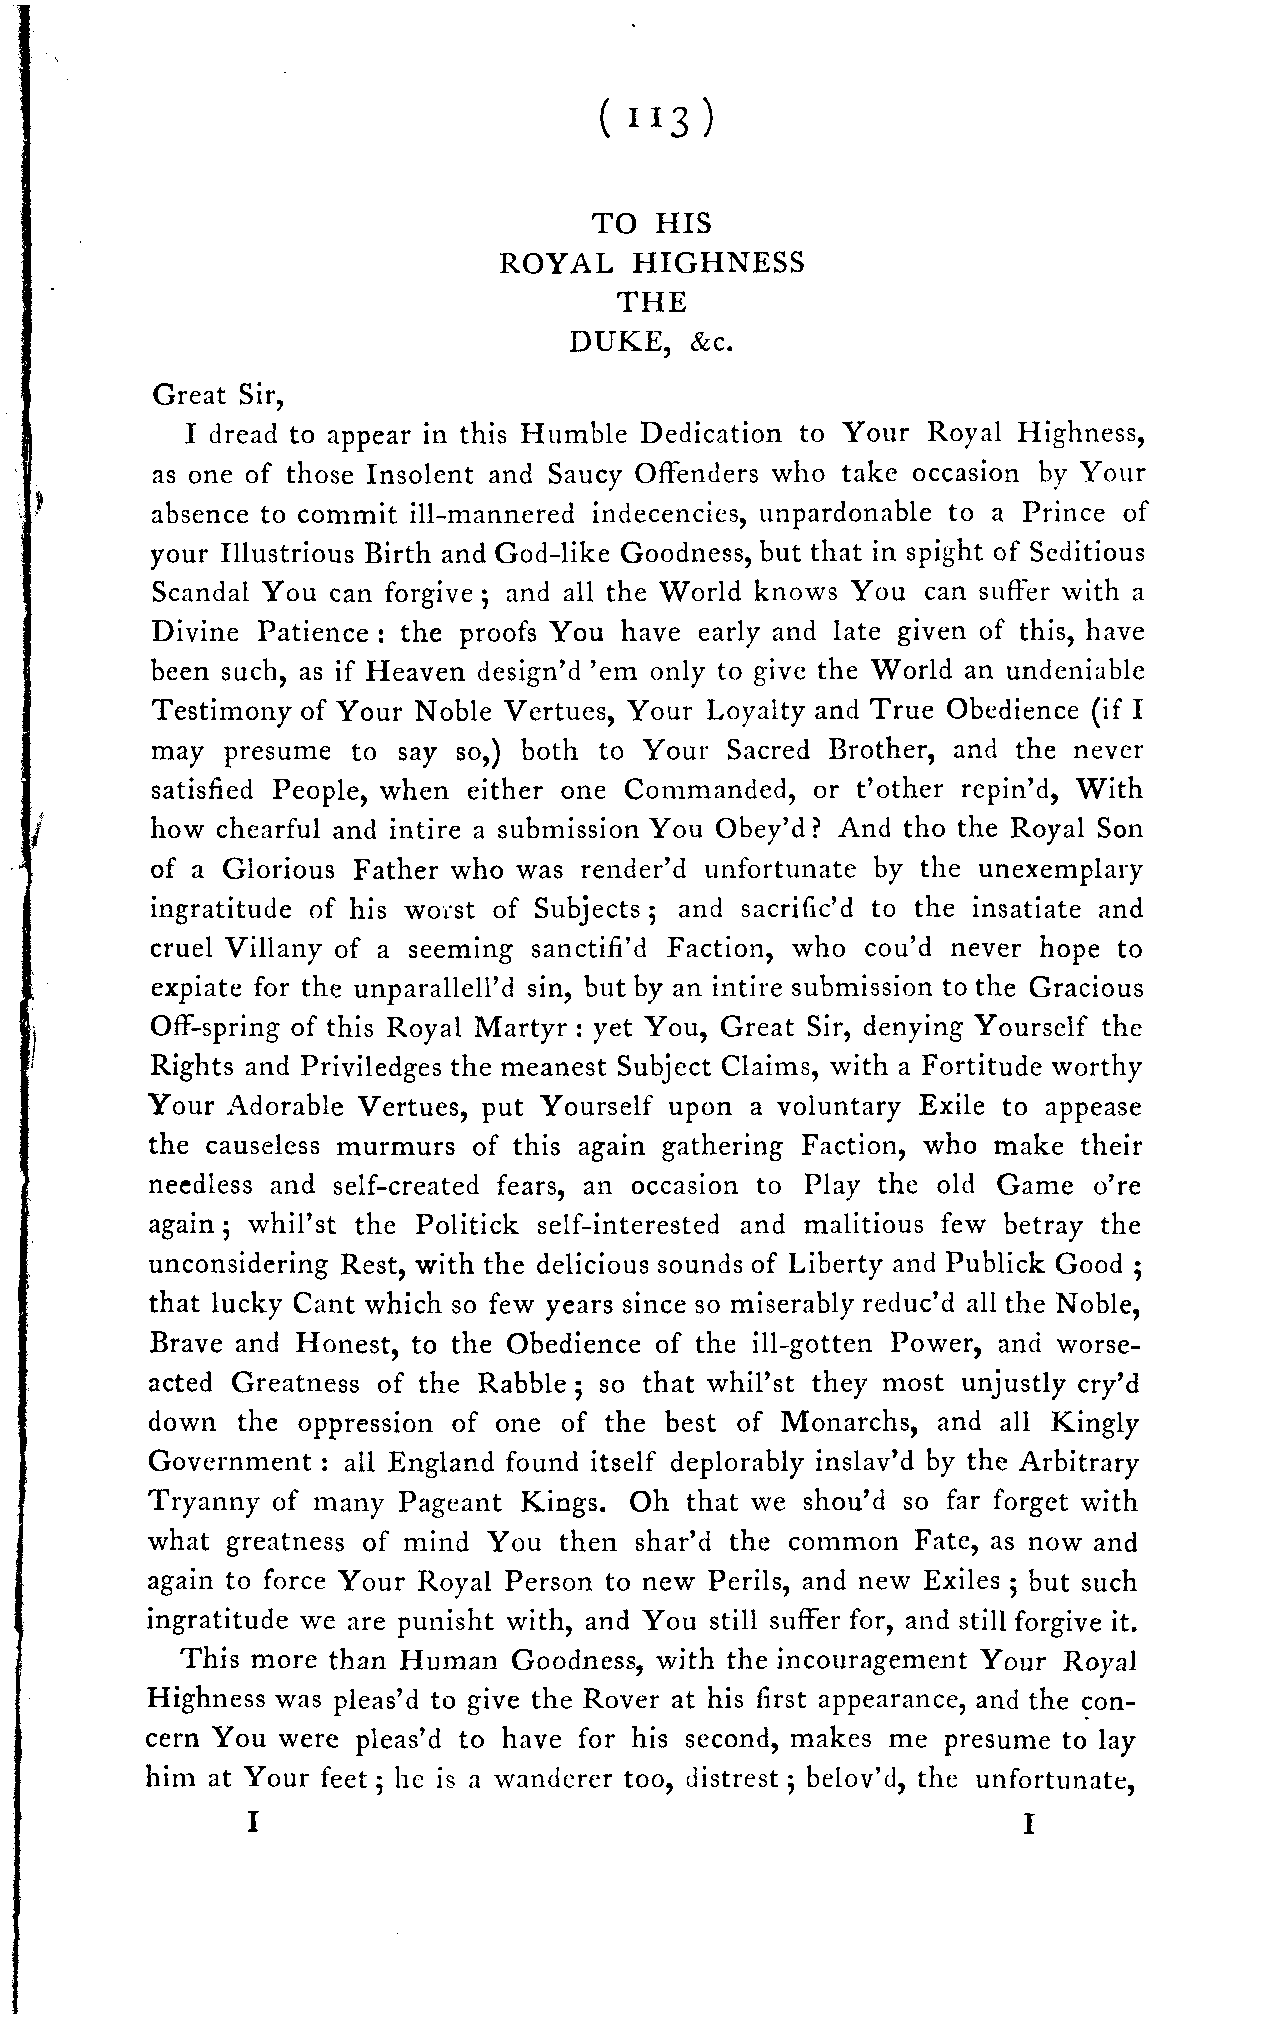 ( 113 )
TO HIS
ROYAL HIGHNESS
THE
DUKE, &c.
Great Sir,
I dread to appear in this Humble Dedication to Your Royal Highness,
as one of those Insolent and Saucy Offenders who take occasion by Your
absence to commit ill-mannered indecencies, unpardonable to a Prince of
your Illustrious Birth and God-like Goodness, but that in spight of Seditious
Scandal You can forgive ; and all the World knows You can suffer with a
Divine Patience : the proofs You have early and late given of this, have
been such, as if Heaven design'd 'em only to give the World an undeniable
Testimony of Your Noble Vertues, Your Loyalty and True Obedience (if I
may presume to say so,) both to Your Sacred Brother, and the never
satisfied People, when either one Commanded, or t'other repin'd, With
how chearful and intire a submission You Obey'd? And tho the Royal Son
of a Glorious Father who was render'd unfortunate by the unexemplary
ingratitude of his worst of Subjects ; and sacrific'd to the insatiate and
cruel Villany of a seeming sanctifi'd Faction, who cou'd never hope to
expiate for the unparallell'd sin, but by an intire submission to the Gracious
Off-spring of this Royal Martyr : yet You, Great Sir, denying Yourself the
Rights and Priviledges the meanest Subject Claims, with a Fortitude worthy
Your Adorable Vertues, put Yourself upon a voluntary Exile to appease
the causeless murmurs of this again gathering Faction, who make their
needless and self-created fears, an occasion to Play the old Game o're
again ; whil'st the Politick self-interested and malitious few betray the
unconsidering Rest, with the delicious sounds of Liberty and Publick Good ;
that lucky Cant which so few years since so miserably reduc'd all the Noble,
Brave and Honest, to the Obedience of the ill-gotten Power, and worse-
acted Greatness of the Rabble ; so that whil'st they most unjustly cry'd
down the oppression of one of the best of Monarchs, and all Kingly
Government : all England found itself deplorably inslav'd by the Arbitrary
Tryanny of many Pageant Kings. Oh that we shou'd so far forget with
what greatness of mind You then shar'd the common Fate, as now and
again to force Your Royal Person to new Perils, and new Exiles ; but such
ingratitude we are punisht with, and You still suffer for, and still forgive it.
This more than Human Goodness, with the incouragement Your Royal
Highness was pleas'd to give the Rover at his first appearance, and the con-
cern You were pleas'd to have for his second, makes me presume to lay
him at Your feet ; he is a wanderer too, distrest ; belov'd, the unfortunate,
I I